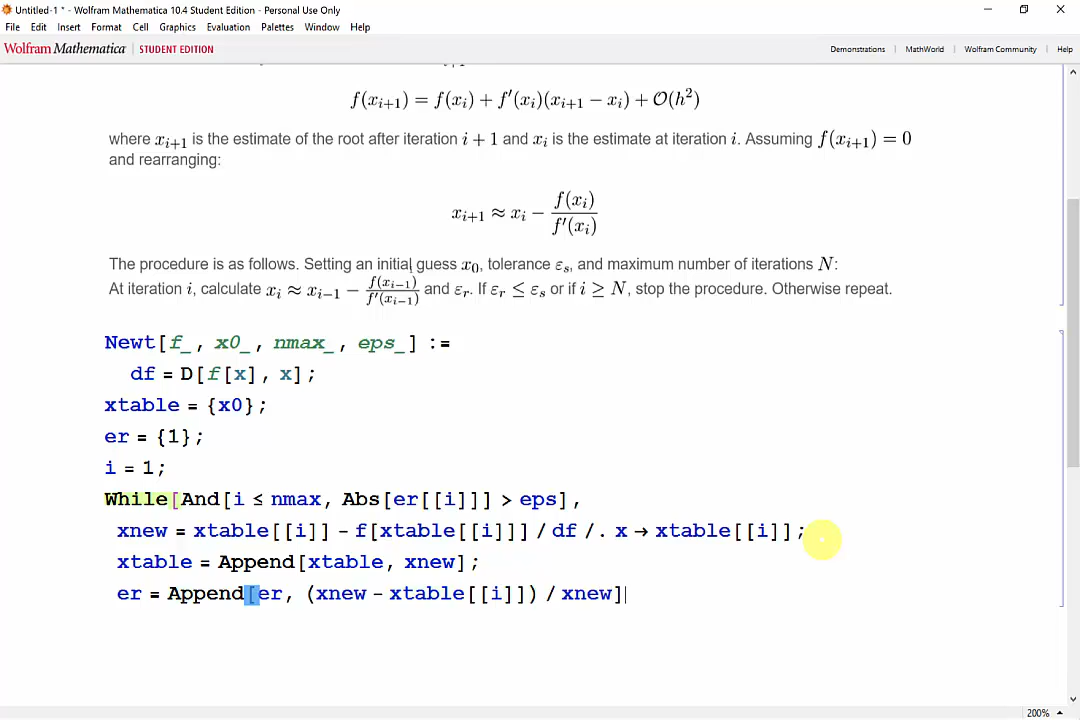 Untitled-1 * - Wolfram Mathematica 10.4 Student Edition - Personal Use Only
File Edit Insert Format Cell Graphics Evaluation Palettes Window Help
Wolfram Mathematica | STUDENT EDITION Demonstrations | MathWorld | Wolfram Community | Help
f(x_{i+1}) = f(x_i) + f'(x_i)(x_{i+1} − x_i) + O(h²)
where x_{i+1} is the estimate of the root after iteration i + 1 and x_i is the estimate at iteration i. Assuming f(x_{i+1}) = 0
and rearranging:
x_{i+1} ≈ x_i − f(x_i)/f'(x_i)
The procedure is as follows. Setting an initial guess x_0, tolerance ε_s, and maximum number of iterations N:
At iteration i, calculate x_i ≈ x_{i−1} − f(x_{i−1})/f'(x_{i−1}) and ε_r. If ε_r ≤ ε_s or if i ≥ N, stop the procedure. Otherwise repeat.
Newt[f_, x0_, nmax_, eps_] :=
df = D[f[x], x];
xtable = {x0};
er = {1};
i = 1;
While[And[i ≤ nmax, Abs[er[[i]]] > eps],
xnew = xtable[[i]] - f[xtable[[i]]] / df /. x → xtable[[i]];
xtable = Append[xtable, xnew];
er = Append[er, (xnew - xtable[[i]]) / xnew]
200%